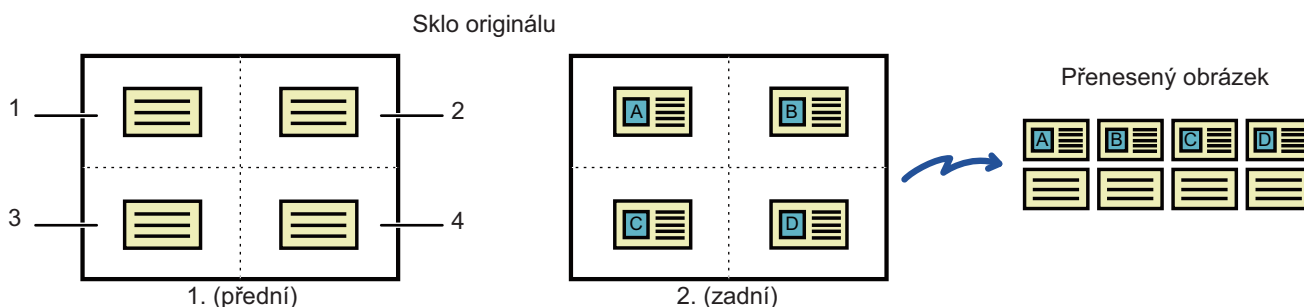 Sklo originálu
Přenesený obrázek
1
2
A
B
A B C D
3
4
C
D
1. (přední)
2. (zadní)